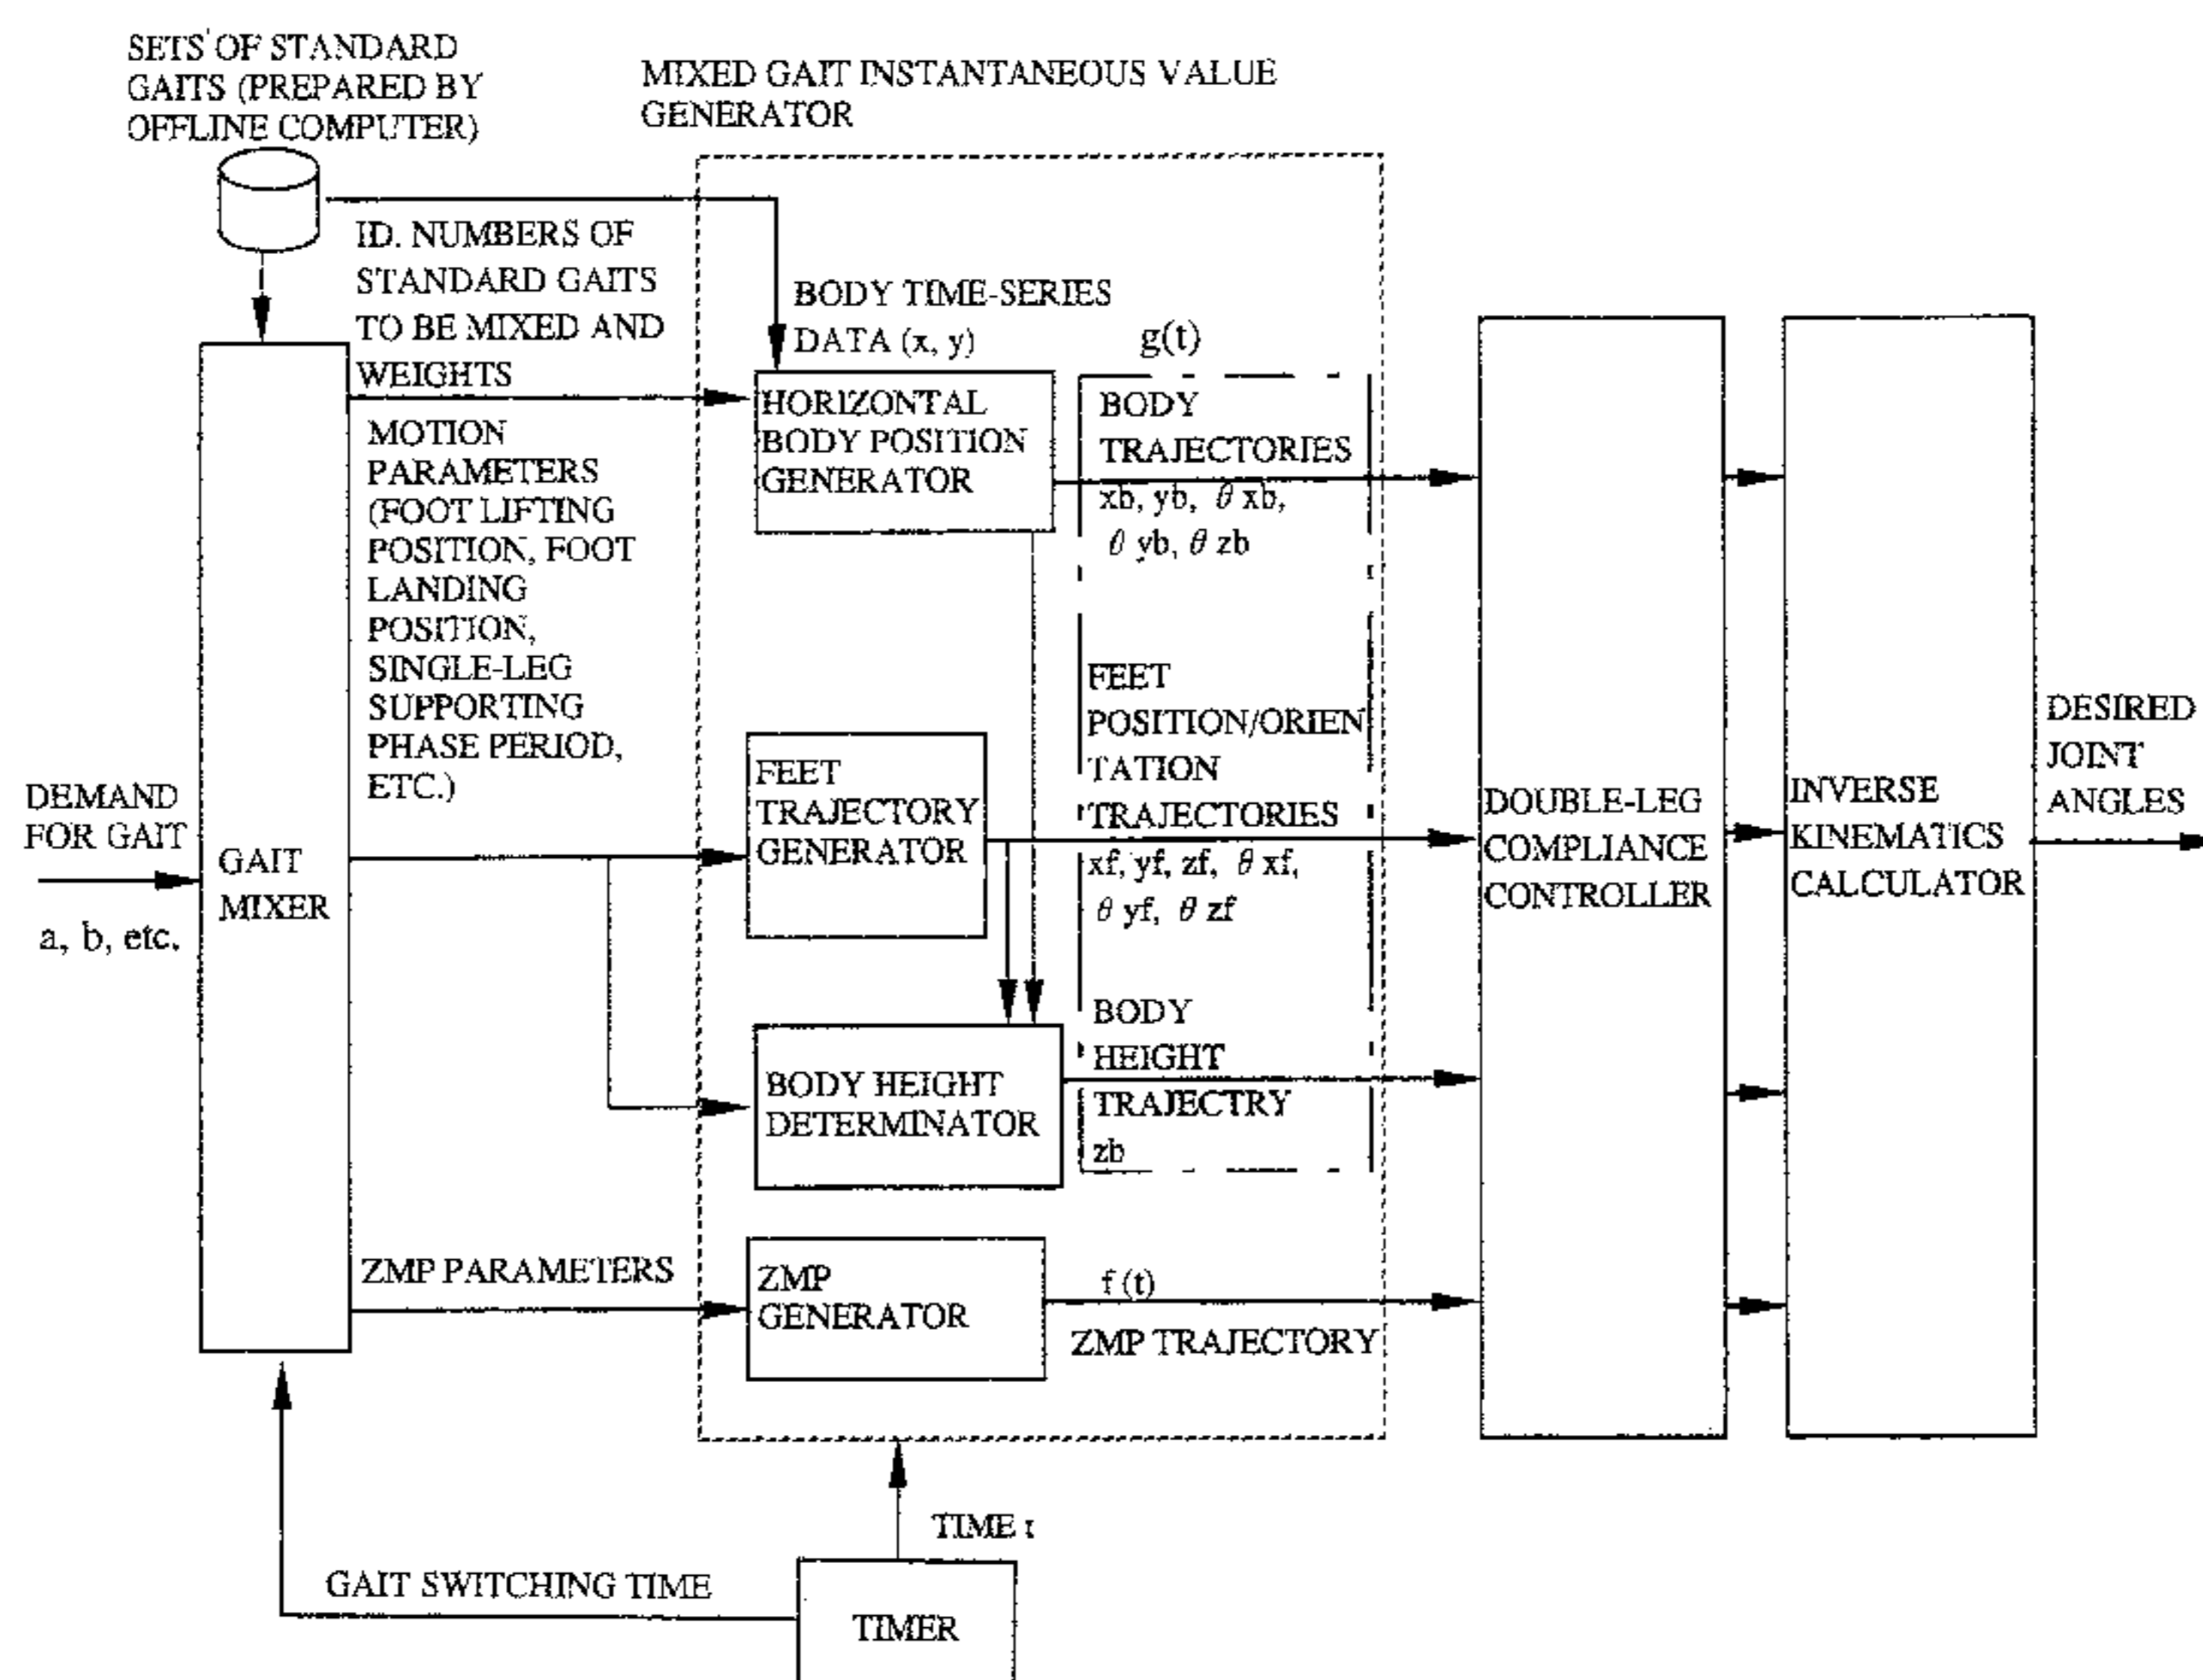 SETS OF STANDARD
GAITS (PREPARED BY
OFFLINE COMPUTER)
MIXED GAIT INSTANTANEOUS VALUE
GENERATOR
ID. NUMBERS OF
STANDARD GAITS
TO BE MIXED AND
WEIGHTS
BODY TIME-SERIES
DATA (x, y)
g(t)
HORIZONTAL
BODY POSITION
GENERATOR
BODY
TRAJECTORIES
xb, yb, θ xb,
θ yb, θ zb
MOTION
PARAMETERS
(FOOT LIFTING
POSITION, FOOT
LANDING
POSITION,
SINGLE-LEG
SUPPORTING
PHASE PERIOD,
ETC.)
FEET
POSITION/ORIEN
TATION
TRAJECTORIES
xf, yf, zf, θ xf,
θ yf, θ zf
DEMAND
FOR GAIT
a, b, etc.
GAIT
MIXER
FEET
TRAJECTORY
GENERATOR
DOUBLE-LEG
COMPLIANCE
CONTROLLER
INVERSE
KINEMATICS
CALCULATOR
DESIRED
JOINT
ANGLES
BODY HEIGHT
DETERMINATOR
BODY
HEIGHT
TRAJECTRY
zb
ZMP PARAMETERS
ZMP
GENERATOR
f (t)
ZMP TRAJECTORY
TIME t
GAIT SWITCHING TIME
TIMER